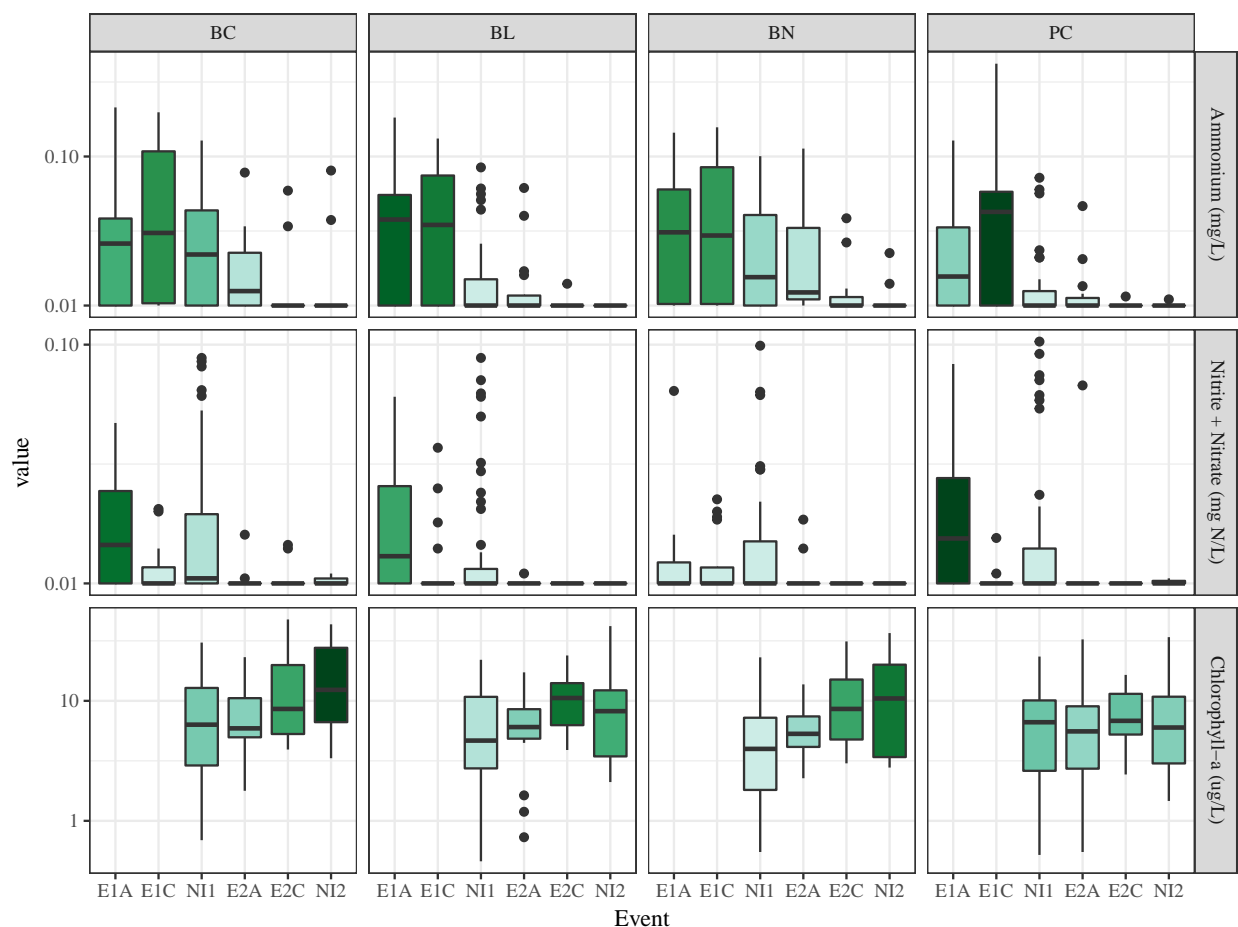 BC BL BN PC
0.10
0.01
Ammonium (mg/L)
0.10
0.01
Nitrite + Nitrate (mg N/L)
10
1
Chlorophyll−a (ug/L)
value
E1A E1C NI1 E2A E2C NI2 E1A E1C NI1 E2A E2C NI2 E1A E1C NI1 E2A E2C NI2 E1A E1C NI1 E2A E2C NI2
Event